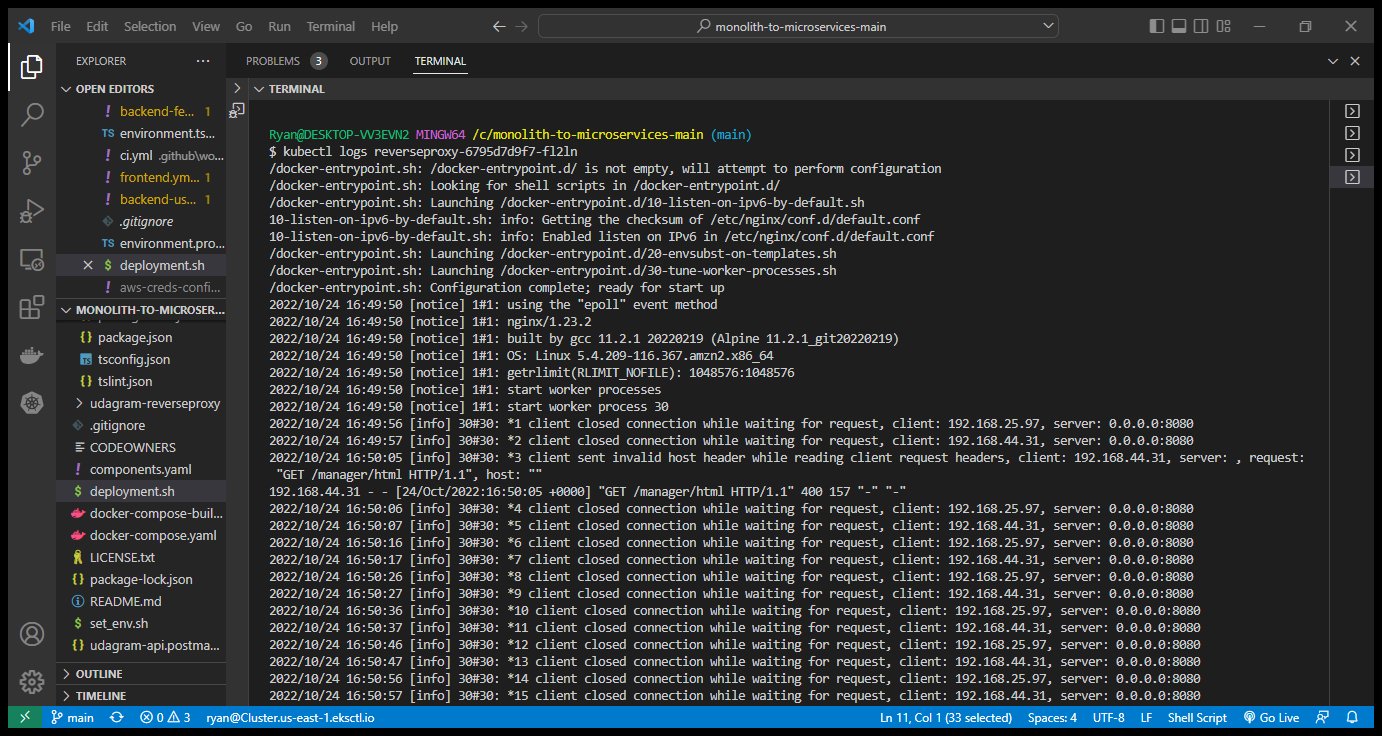 File Edit Selection View Go Run Terminal Help
monolith-to-microservices-main
EXPLORER
OPEN EDITORS
backend-fe... 1
environment.ts...
ci.yml .github\wo...
frontend.ym... 1
backend-us... 1
.gitignore
environment.pro...
deployment.sh
aws-creds-confi...
MONOLITH-TO-MICROSER...
package.json
tsconfig.json
tslint.json
udagram-reverseproxy
.gitignore
CODEOWNERS
components.yaml
deployment.sh
docker-compose-buil...
docker-compose.yaml
LICENSE.txt
package-lock.json
README.md
set_env.sh
udagram-api.postma...
OUTLINE
TIMELINE
PROBLEMS 3 OUTPUT TERMINAL
TERMINAL
Ryan@DESKTOP-VV3EVN2 MINGW64 /c/monolith-to-microservices-main (main)
$ kubectl logs reverseproxy-6795d7d9f7-fl2ln
/docker-entrypoint.sh: /docker-entrypoint.d/ is not empty, will attempt to perform configuration
/docker-entrypoint.sh: Looking for shell scripts in /docker-entrypoint.d/
/docker-entrypoint.sh: Launching /docker-entrypoint.d/10-listen-on-ipv6-by-default.sh
10-listen-on-ipv6-by-default.sh: info: Getting the checksum of /etc/nginx/conf.d/default.conf
10-listen-on-ipv6-by-default.sh: info: Enabled listen on IPv6 in /etc/nginx/conf.d/default.conf
/docker-entrypoint.sh: Launching /docker-entrypoint.d/20-envsubst-on-templates.sh
/docker-entrypoint.sh: Launching /docker-entrypoint.d/30-tune-worker-processes.sh
/docker-entrypoint.sh: Configuration complete; ready for start up
2022/10/24 16:49:50 [notice] 1#1: using the "epoll" event method
2022/10/24 16:49:50 [notice] 1#1: nginx/1.23.2
2022/10/24 16:49:50 [notice] 1#1: built by gcc 11.2.1 20220219 (Alpine 11.2.1_git20220219)
2022/10/24 16:49:50 [notice] 1#1: OS: Linux 5.4.209-116.367.amzn2.x86_64
2022/10/24 16:49:50 [notice] 1#1: getrlimit(RLIMIT_NOFILE): 1048576:1048576
2022/10/24 16:49:50 [notice] 1#1: start worker processes
2022/10/24 16:49:50 [notice] 1#1: start worker process 30
2022/10/24 16:49:56 [info] 30#30: *1 client closed connection while waiting for request, client: 192.168.25.97, server: 0.0.0.0:8080
2022/10/24 16:49:57 [info] 30#30: *2 client closed connection while waiting for request, client: 192.168.44.31, server: 0.0.0.0:8080
2022/10/24 16:50:05 [info] 30#30: *3 client sent invalid host header while reading client request headers, client: 192.168.44.31, server: , request:
"GET /manager/html HTTP/1.1", host: ""
192.168.44.31 - - [24/Oct/2022:16:50:05 +0000] "GET /manager/html HTTP/1.1" 400 157 "-" "-"
2022/10/24 16:50:06 [info] 30#30: *4 client closed connection while waiting for request, client: 192.168.25.97, server: 0.0.0.0:8080
2022/10/24 16:50:07 [info] 30#30: *5 client closed connection while waiting for request, client: 192.168.44.31, server: 0.0.0.0:8080
2022/10/24 16:50:16 [info] 30#30: *6 client closed connection while waiting for request, client: 192.168.25.97, server: 0.0.0.0:8080
2022/10/24 16:50:17 [info] 30#30: *7 client closed connection while waiting for request, client: 192.168.44.31, server: 0.0.0.0:8080
2022/10/24 16:50:26 [info] 30#30: *8 client closed connection while waiting for request, client: 192.168.25.97, server: 0.0.0.0:8080
2022/10/24 16:50:27 [info] 30#30: *9 client closed connection while waiting for request, client: 192.168.44.31, server: 0.0.0.0:8080
2022/10/24 16:50:36 [info] 30#30: *10 client closed connection while waiting for request, client: 192.168.25.97, server: 0.0.0.0:8080
2022/10/24 16:50:37 [info] 30#30: *11 client closed connection while waiting for request, client: 192.168.44.31, server: 0.0.0.0:8080
2022/10/24 16:50:46 [info] 30#30: *12 client closed connection while waiting for request, client: 192.168.25.97, server: 0.0.0.0:8080
2022/10/24 16:50:47 [info] 30#30: *13 client closed connection while waiting for request, client: 192.168.44.31, server: 0.0.0.0:8080
2022/10/24 16:50:56 [info] 30#30: *14 client closed connection while waiting for request, client: 192.168.25.97, server: 0.0.0.0:8080
2022/10/24 16:50:57 [info] 30#30: *15 client closed connection while waiting for request, client: 192.168.44.31, server: 0.0.0.0:8080
main 0 3 ryan@Cluster.us-east-1.eksctl.io Ln 11, Col 1 (33 selected) Spaces: 4 UTF-8 LF Shell Script Go Live